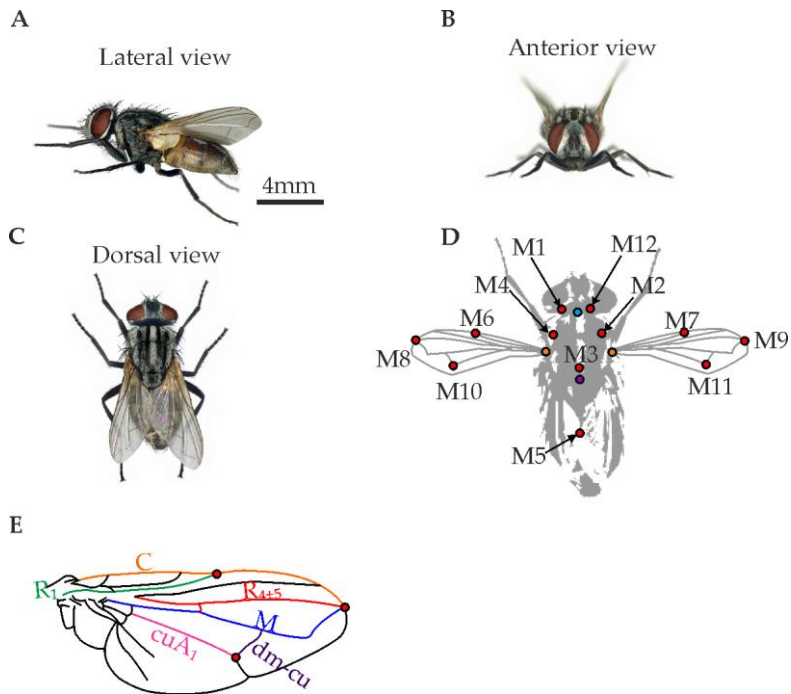 A
Lateral view
4mm
B
Anterior view
C
Dorsal view
D
M1
M12
M4
M2
M6
M7
M8
M3
M9
M10
M11
M5
E
C
R1
R4+5
M
cuA1
dm-cu